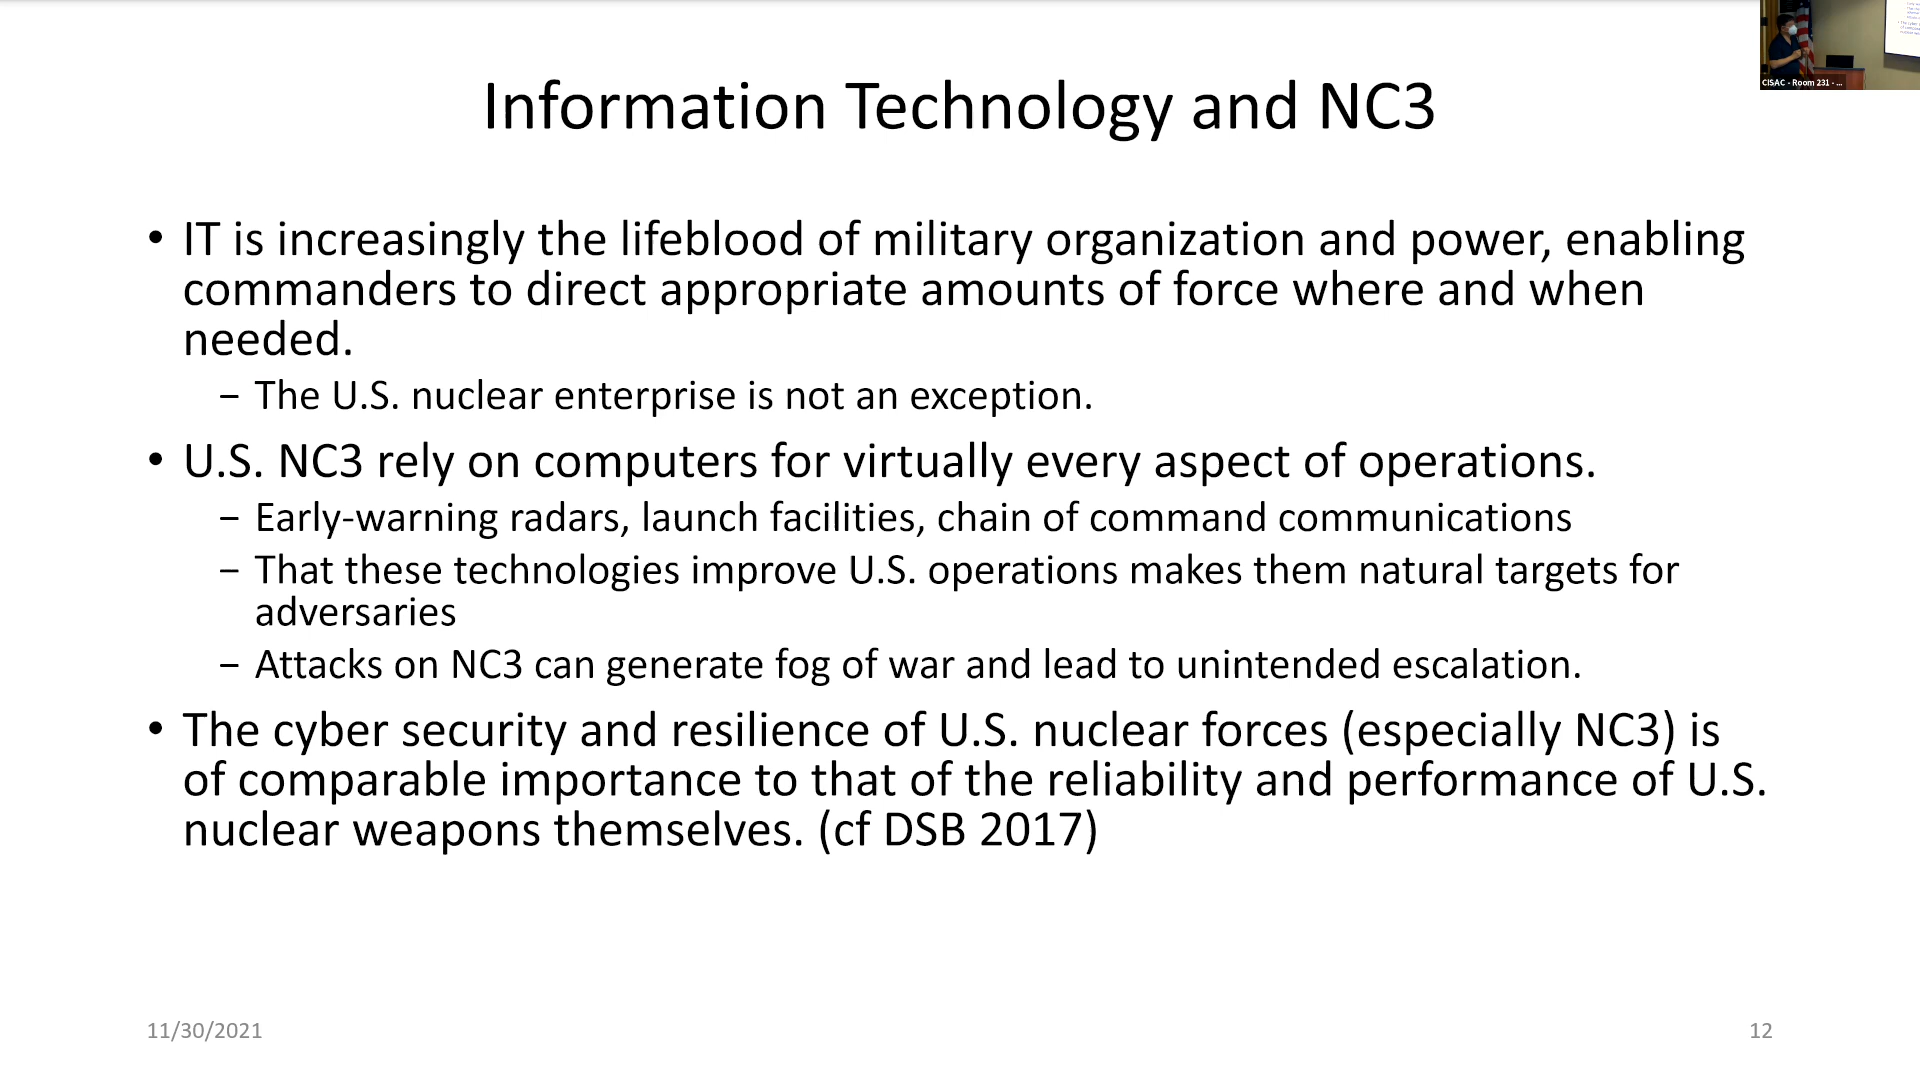 CISAC - Room 231 - ...
Information Technology and NC3
• IT is increasingly the lifeblood of military organization and power, enabling
commanders to direct appropriate amounts of force where and when
needed.
– The U.S. nuclear enterprise is not an exception.
• U.S. NC3 rely on computers for virtually every aspect of operations.
– Early-warning radars, launch facilities, chain of command communications
– That these technologies improve U.S. operations makes them natural targets for
adversaries
– Attacks on NC3 can generate fog of war and lead to unintended escalation.
• The cyber security and resilience of U.S. nuclear forces (especially NC3) is
of comparable importance to that of the reliability and performance of U.S.
nuclear weapons themselves. (cf DSB 2017)
11/30/2021
12